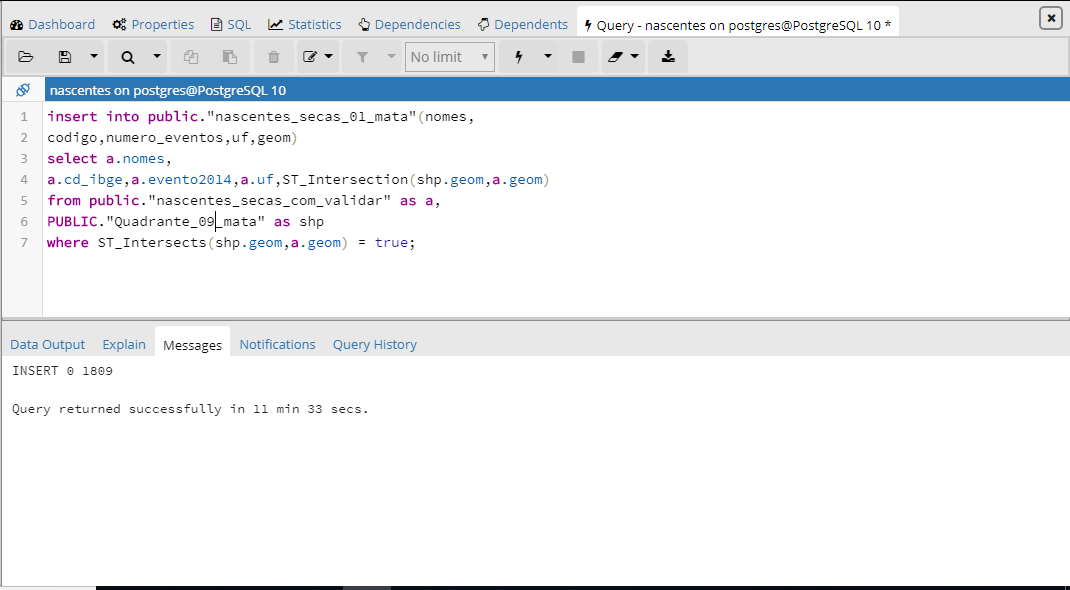 Dashboard Properties SQL Statistics Dependencies Dependents Query - nascentes on postgres@PostgreSQL 10 *
No limit
nascentes on postgres@PostgreSQL 10
1 insert into public."nascentes_secas_01_mata"(nomes,
2 codigo,numero_eventos,uf,geom)
3 select a.nomes,
4 a.cd_ibge,a.evento2014,a.uf,ST_Intersection(shp.geom,a.geom)
5 from public."nascentes_secas_com_validar" as a,
6 PUBLIC."Quadrante_09_mata" as shp
7 where ST_Intersects(shp.geom,a.geom) = true;
Data Output Explain Messages Notifications Query History
INSERT 0 1809
Query returned successfully in 11 min 33 secs.